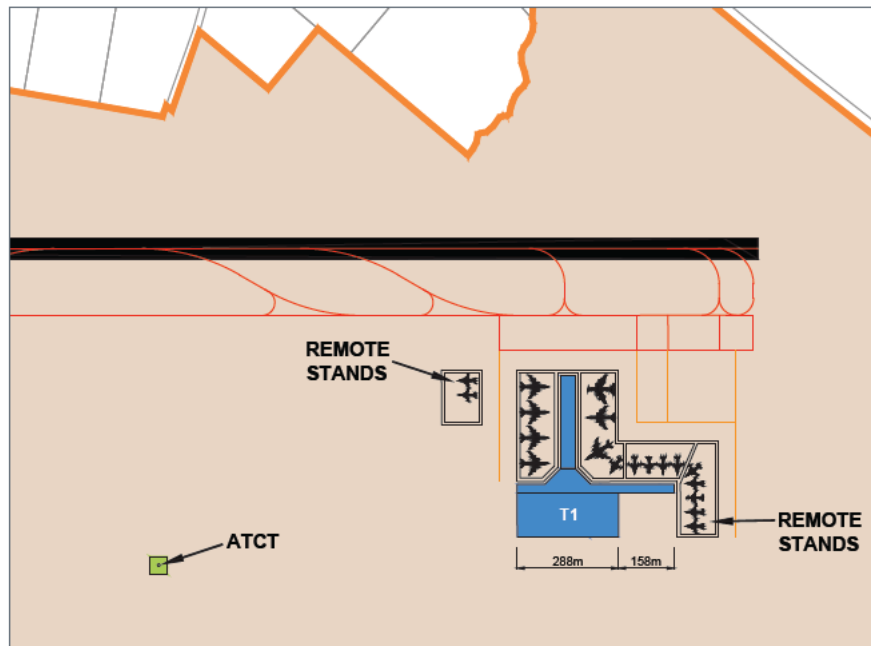 REMOTE
STANDS
T1
REMOTE
STANDS
ATCT
288m
158m